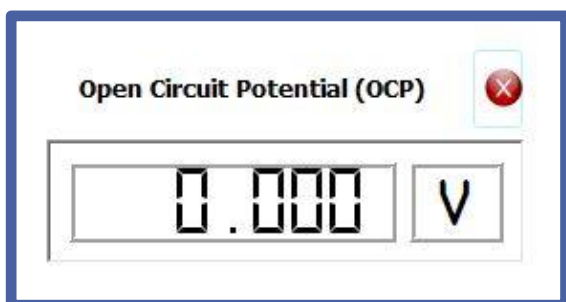 Open Circuit Potential (OCP)
0.000 V